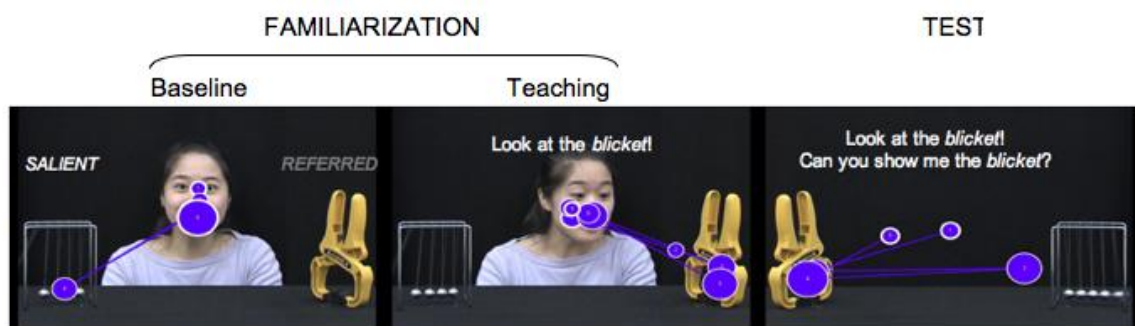 FAMILIARIZATION
TEST
Baseline
Teaching
SALIENT
REFERRED
Look at the blicket!
Look at the blicket!
Can you show me the blicket?